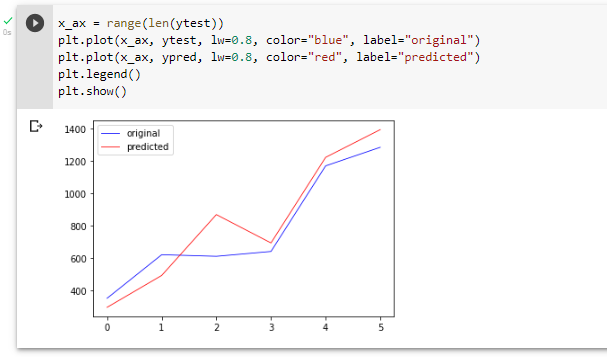 x_ax = range(len(ytest))
plt.plot(x_ax, ytest, lw=0.8, color="blue", label="original")
plt.plot(x_ax, ypred, lw=0.8, color="red", label="predicted")
plt.legend()
plt.show()
0s
original
predicted
1400
1200
1000
800
600
400
0 1 2 3 4 5